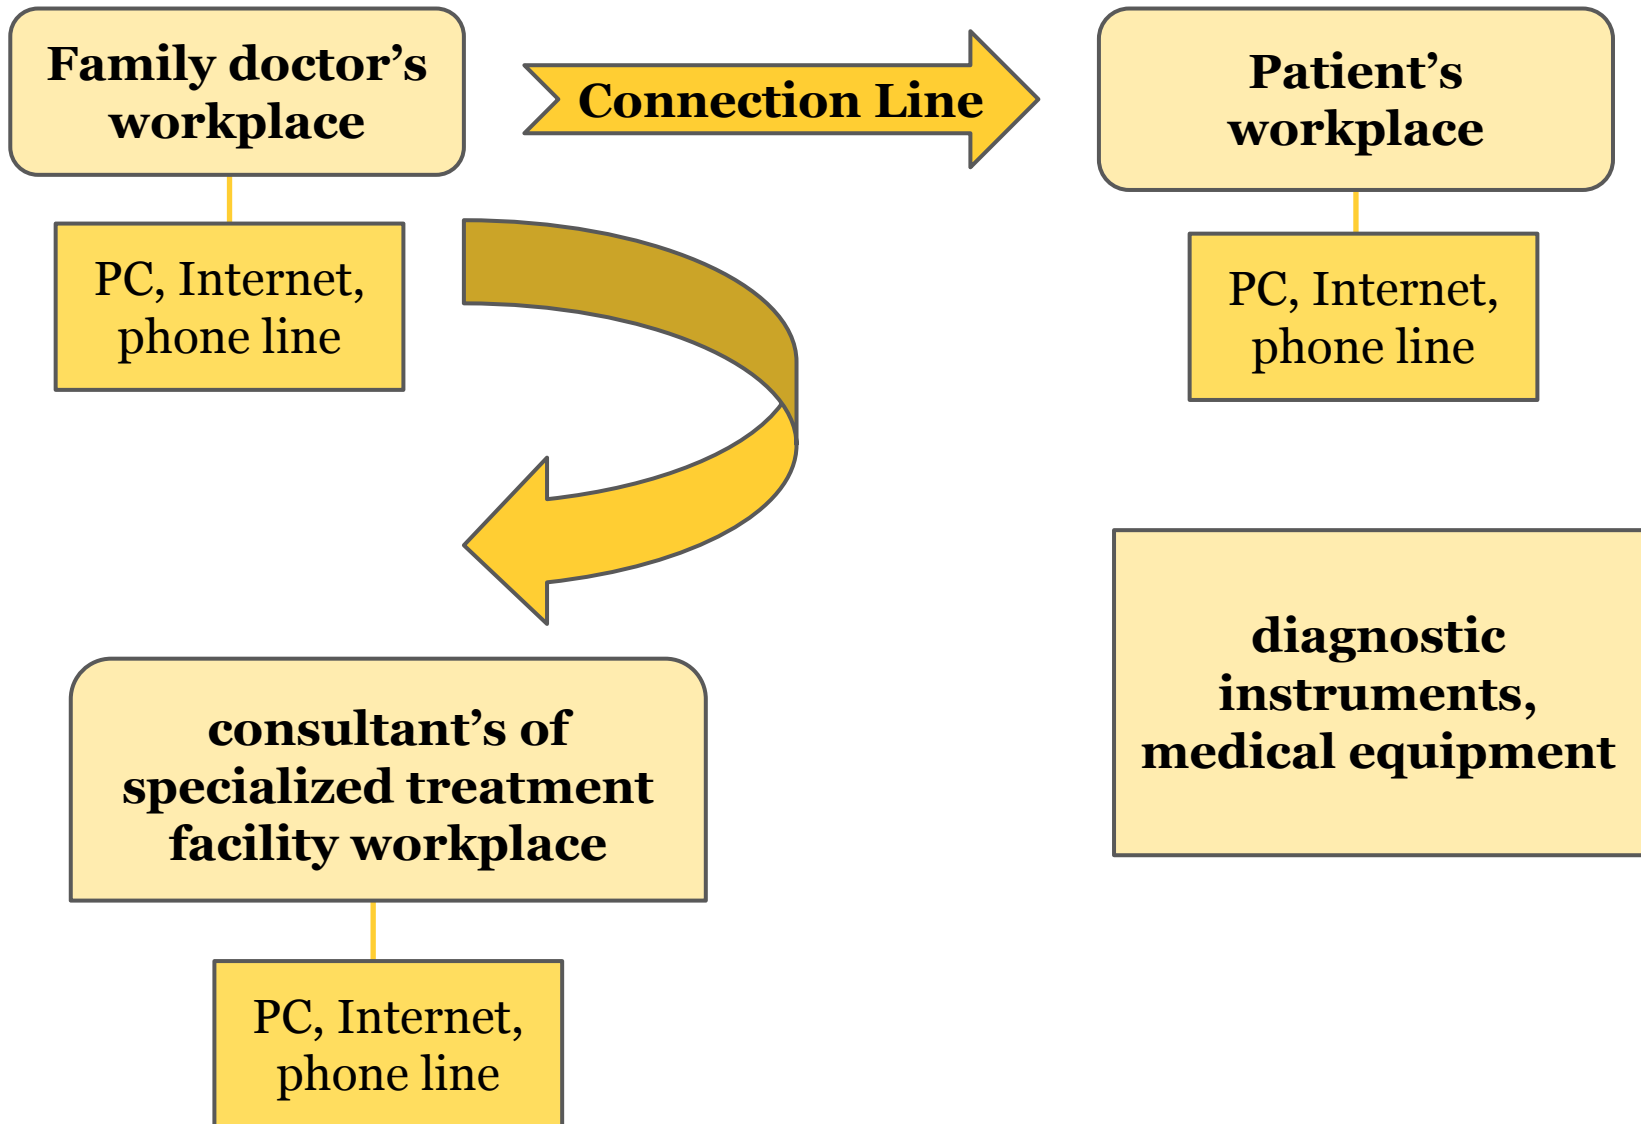 Family doctor’s
workplace
Connection Line
Patient’s
workplace
PC, Internet,
phone line
PC, Internet,
phone line
diagnostic
instruments,
medical equipment
consultant’s of
specialized treatment
facility workplace
PC, Internet,
phone line